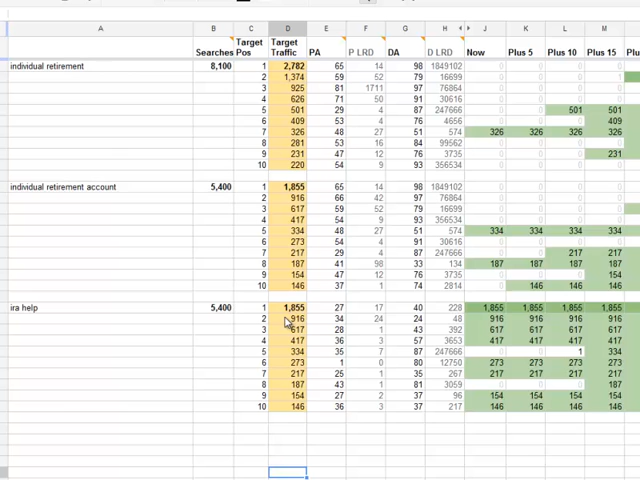 A B C D E F G H J K L M
Searches Target Pos Target Traffic PA P LRD DA D LRD Now Plus 5 Plus 10 Plus 15
individual retirement 8,100 1 2,782 65 14 98 1849102 0 0 0 0
2 1,374 59 52 79 16699 0 0 0 1
3 925 81 1711 97 76864 0 0 0 0
4 626 71 50 91 30616 0 0 0 0
5 501 29 4 87 247666 0 0 501 501
6 409 53 4 76 4656 0 0 0 409
7 326 48 27 51 574 326 326 326 326
8 281 53 16 84 99562 0 0 0 0
9 231 47 12 76 3735 0 0 0 231
10 220 54 9 93 356534 0 0 0 0
individual retirement account 5,400 1 1,855 65 14 98 1849102 0 0 0 0
2 916 66 42 97 76864 0 0 0 0
3 617 59 52 79 16699 0 0 0 0
4 417 54 9 93 356534 0 0 0 0
5 334 48 27 51 574 334 334 334 334
6 273 54 4 91 30616 0 0 0 0
7 217 29 4 87 247666 0 0 217 217
8 187 41 98 33 134 187 187 187 187
9 154 47 12 76 3735 0 0 0 154
10 146 37 1 74 2814 0 146 146 146
ira help 5,400 1 1,855 27 17 40 228 1,855 1,855 1,855 1,855
2 916 34 24 24 48 916 916 916 916
3 617 28 1 43 392 617 617 617 617
4 417 36 3 57 3653 417 417 417 417
5 334 35 7 87 247666 0 0 1 334
6 273 1 0 80 12750 273 273 273 273
7 217 25 1 35 267 217 217 217 217
8 187 43 1 81 3059 0 0 0 187
9 154 27 2 37 96 154 154 154 154
10 146 36 3 37 217 146 146 146 146